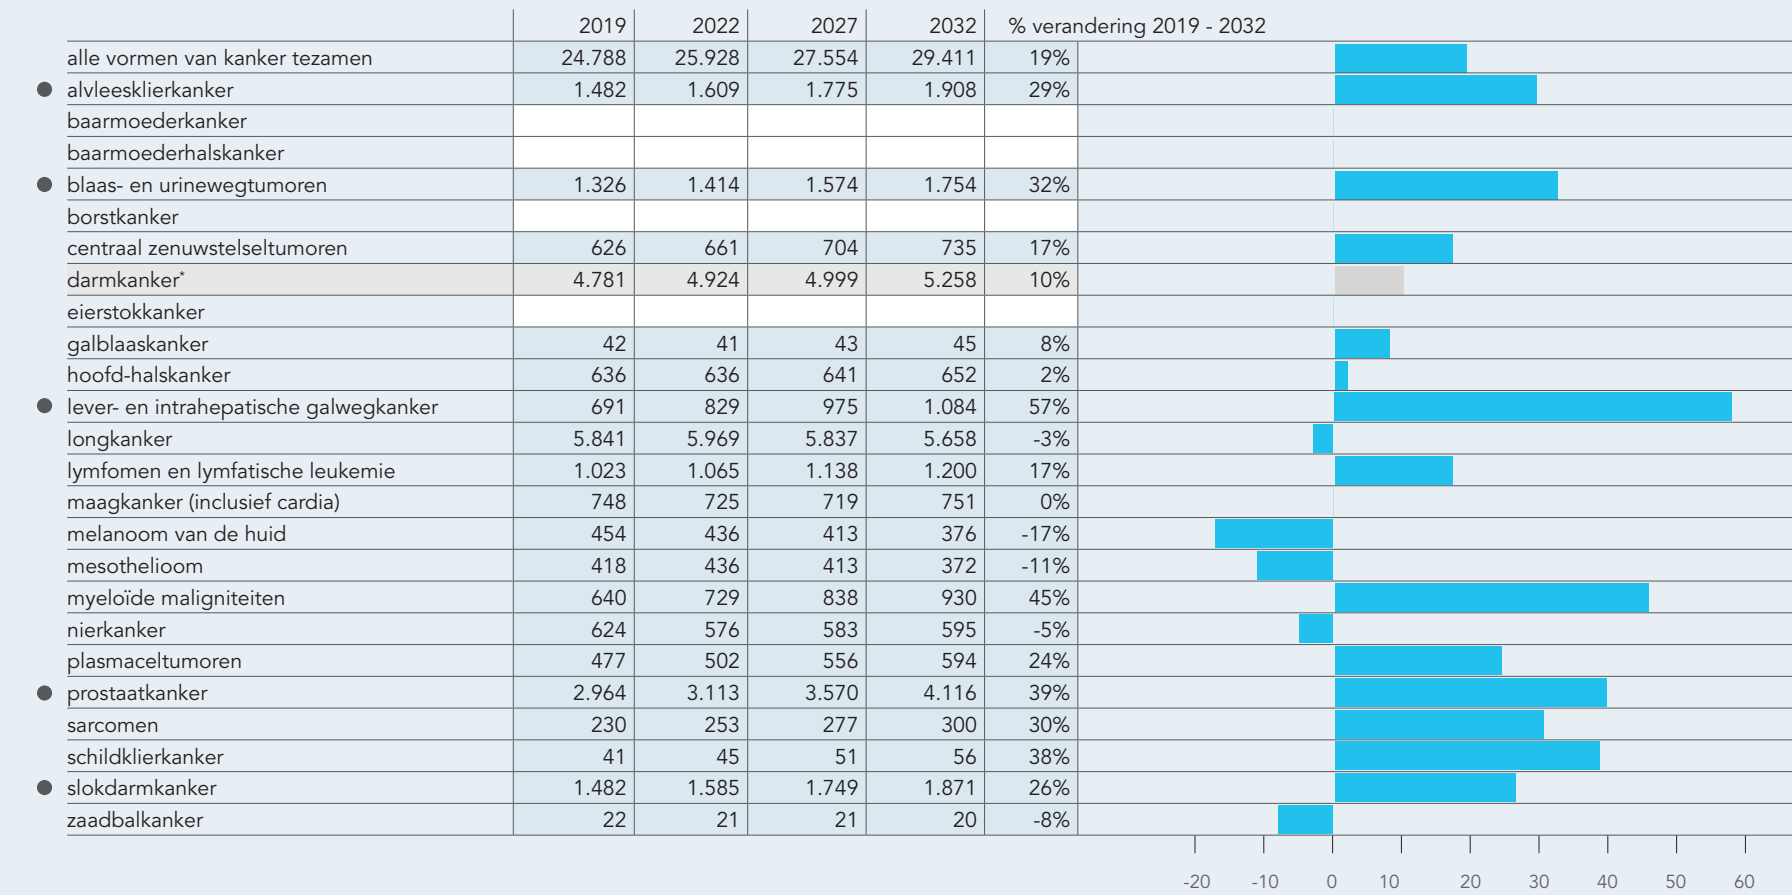 2019 2022 2027 2032 % verandering 2019 - 2032
alle vormen van kanker tezamen 24.788 25.928 27.554 29.411 19%
alvleesklierkanker 1.482 1.609 1.775 1.908 29%
baarmoederkanker
baarmoederhalskanker
blaas- en urinewegtumoren 1.326 1.414 1.574 1.754 32%
borstkanker
centraal zenuwstelseltumoren 626 661 704 735 17%
darmkanker* 4.781 4.924 4.999 5.258 10%
eierstokkanker
galblaaskanker 42 41 43 45 8%
hoofd-halskanker 636 636 641 652 2%
lever- en intrahepatische galwegkanker 691 829 975 1.084 57%
longkanker 5.841 5.969 5.837 5.658 -3%
lymfomen en lymfatische leukemie 1.023 1.065 1.138 1.200 17%
maagkanker (inclusief cardia) 748 725 719 751 0%
melanoom van de huid 454 436 413 376 -17%
mesothelioom 418 436 413 372 -11%
myeloïde maligniteiten 640 729 838 930 45%
nierkanker 624 576 583 595 -5%
plasmaceltumoren 477 502 556 594 24%
prostaatkanker 2.964 3.113 3.570 4.116 39%
sarcomen 230 253 277 300 30%
schildklierkanker 41 45 51 56 38%
slokdarmkanker 1.482 1.585 1.749 1.871 26%
zaadbalkanker 22 21 21 20 -8%
-20 -10 0 10 20 30 40 50 60